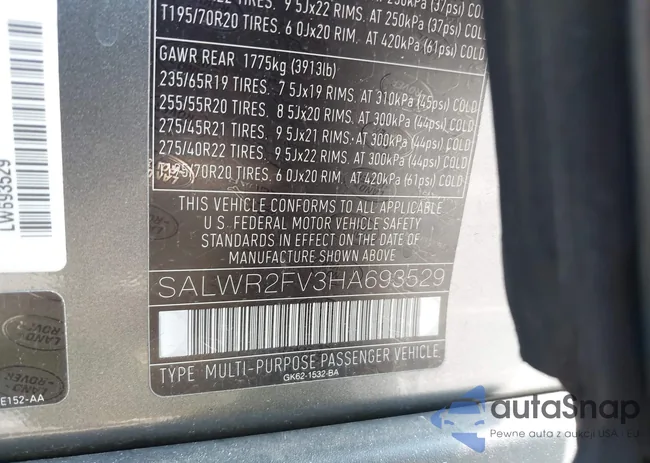 T195/70R20 TIRES. 6 0Jx20 RIMS. AT 420kPa (61psi) COLD
GAWR REAR 1775kg (3913lb)
235/65R19 TIRES. 7 5Jx19 RIMS. AT 310kPa (45psi) COLD
255/55R20 TIRES. 8 5Jx20 RIMS. AT 300kPa (44psi) COLD
275/45R21 TIRES. 9 5Jx21 RIMS. AT 300kPa (44psi) COLD
275/40R22 TIRES. 9 5Jx22 RIMS. AT 300kPa (44psi) COLD
T195/70R20 TIRES. 6 0Jx20 RIM. AT 420kPa (61psi) COLD
THIS VEHICLE CONFORMS TO ALL APPLICABLE
U.S. FEDERAL MOTOR VEHICLE SAFETY
STANDARDS IN EFFECT ON THE DATE OF
MANUFACTURE SHOWN ABOVE
SALWR2FV3HA693529
TYPE MULTI-PURPOSE PASSENGER VEHICLE.
GK62-1532-BA
LW693529
LAND
ROVER
E152-AA
autoSnap
Pewne auta z aukcji USA - EU